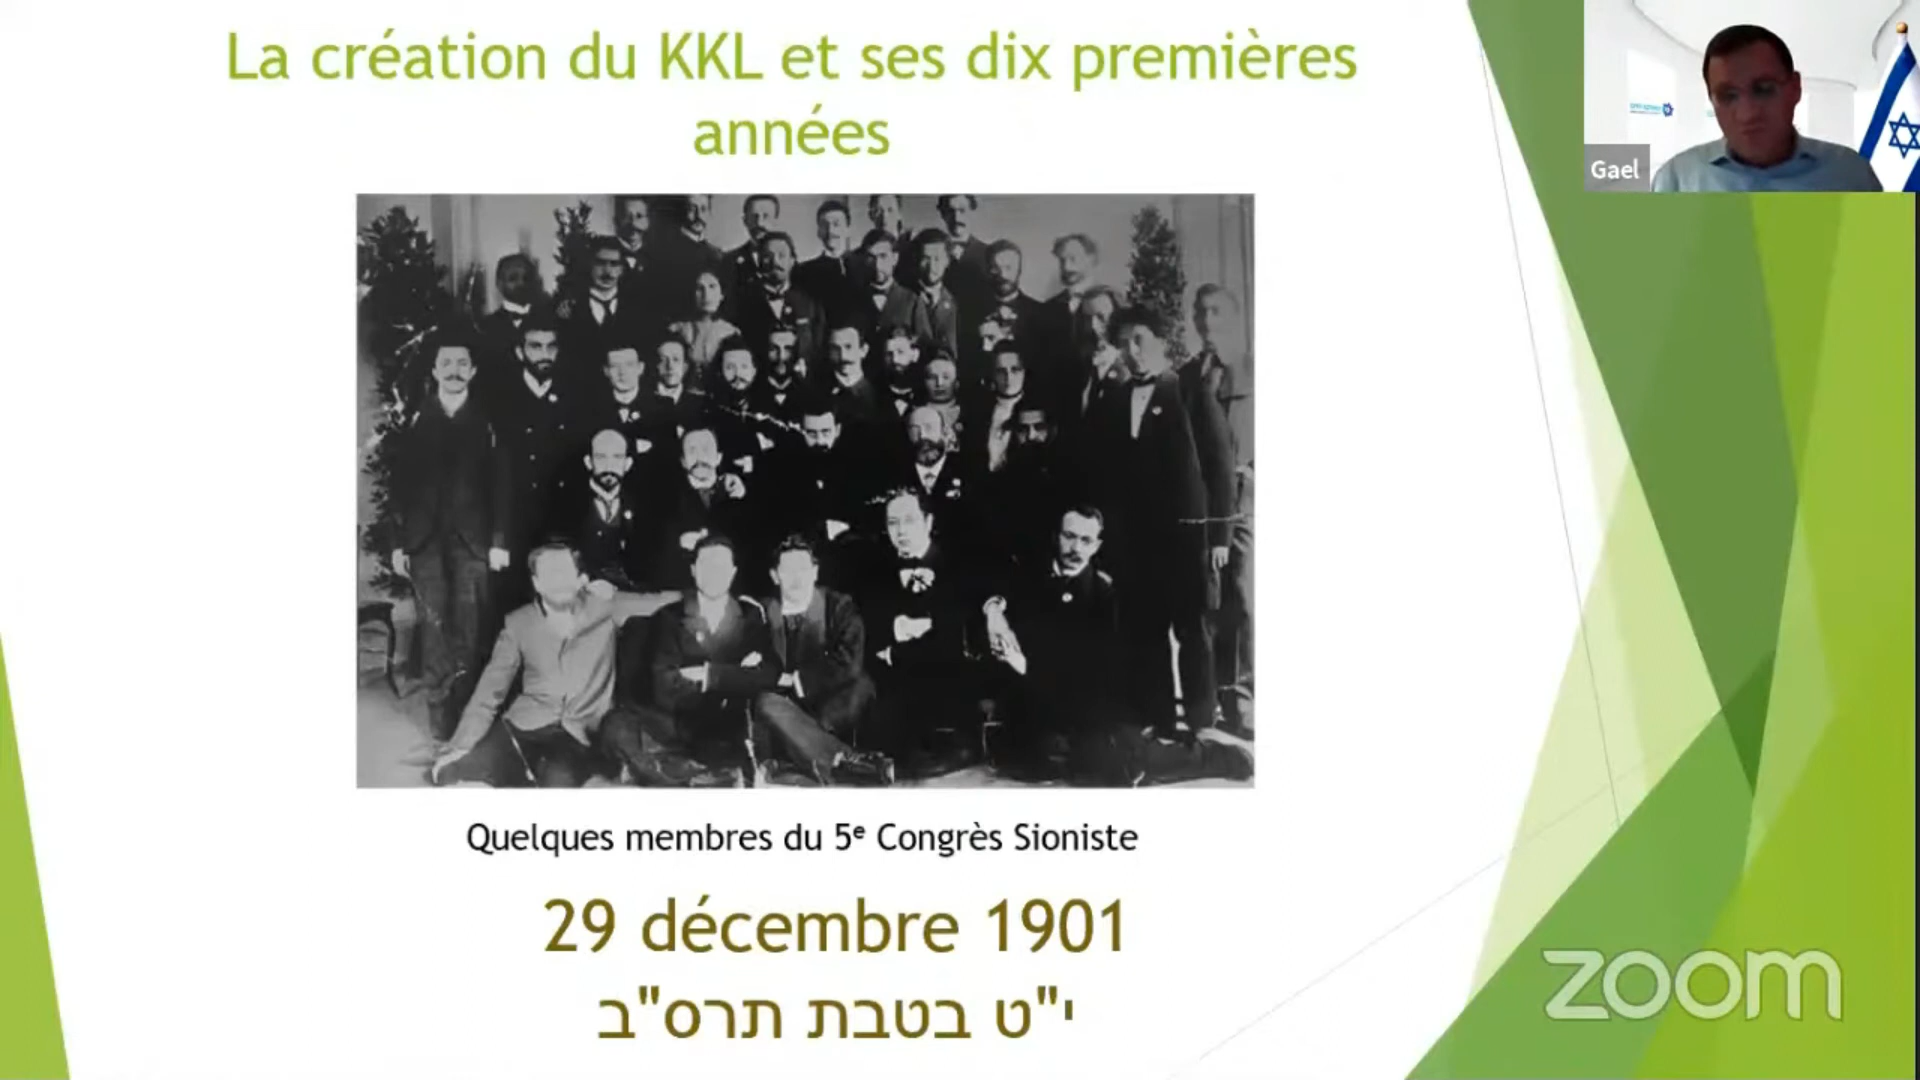 La création du KKL et ses dix premières
années
Gael
Quelques membres du 5e Congrès Sioniste
29 décembre 1901
י"ט בטבת תרס"ב
zoom